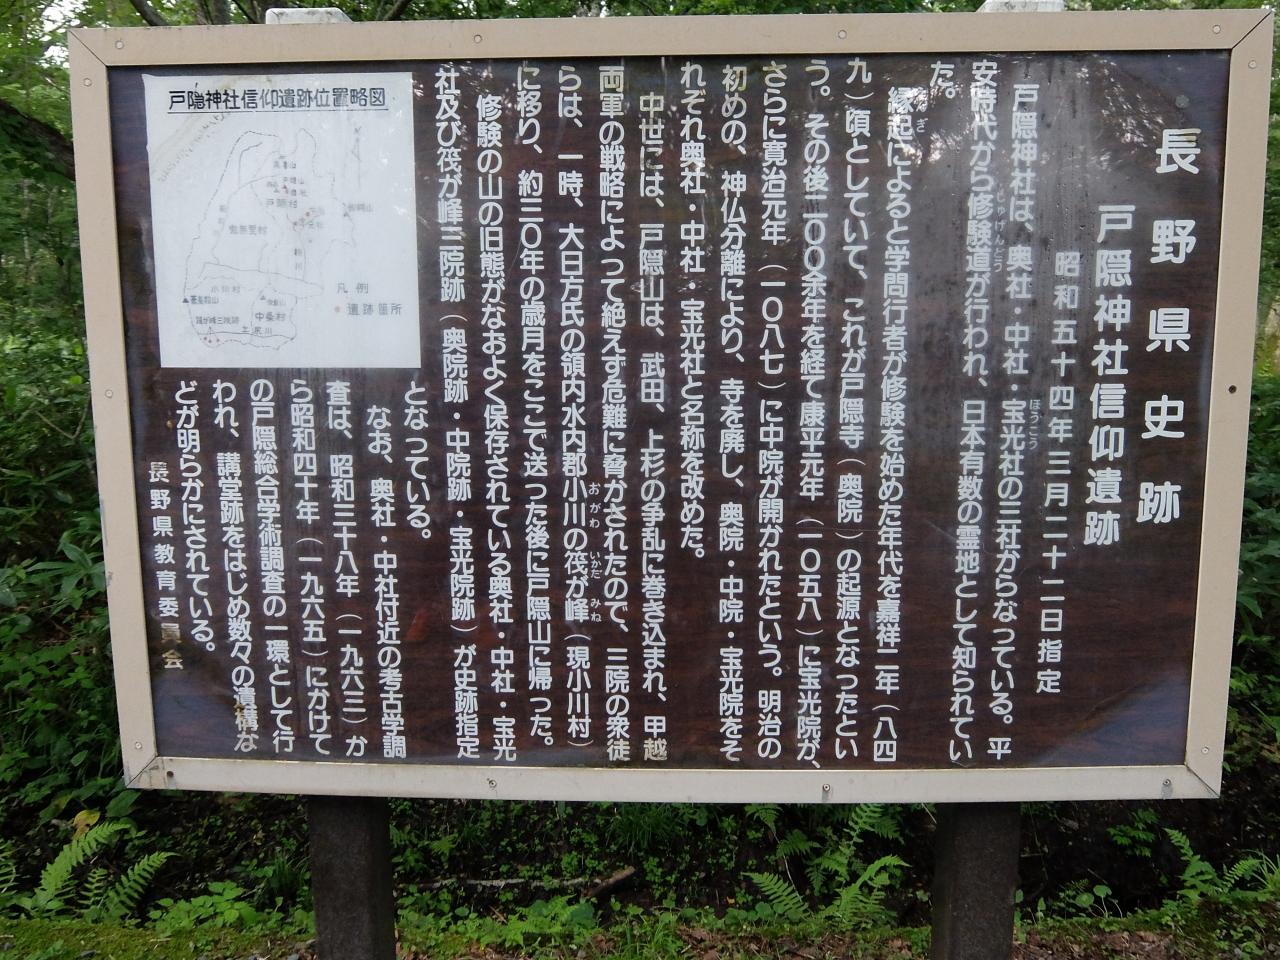 長野県史跡
戸隠神社信仰遺跡
昭和五十四年三月二十二日指定
戸隠神社は、奥社・中社・宝光社の三社からなっている。平
安時代から修験道が行われ、日本有数の霊地として知られてい
た。
縁起によると学問行者が修験を始めた年代を嘉祥二年（八四
九）頃としていて、これが戸隠寺（奥院）の起源となったとい
う。その後二〇〇余年を経て康平元年（一〇五八）に宝光院が、
さらに寛治元年（一〇八七）に中院が開かれたという。明治の
初めの、神仏分離により、寺を廃し、奥院・中院・宝光院をそ
れぞれ奥社・中社・宝光社と名称を改めた。
中世には、戸隠山は、武田、上杉の争乱に巻き込まれ、甲越
両軍の戦略によって絶えず危難に脅かされたので、三院の衆徒
らは、一時、大日方氏の領内水内郡小川の筏が峰（現小川村）
に移り、約三〇年の歳月をここで送った後に戸隠山に帰った。
修験の山の旧態がなおよく保存されている奥社・中社・宝光
社及び筏が峰三院跡（奥院跡・中院跡・宝光院跡）が史跡指定
となっている。
なお、奥社・中社付近の考古学調
査は、昭和三十八年（一九六三）か
ら昭和四十年（一九六五）にかけて
の戸隠総合学術調査の一環として行
われ、講堂跡をはじめ数々の遺構な
どが明らかにされている。
長野県教育委員会
戸隠神社信仰遺跡位置略図
戸隠村
鬼無里村
小川村
中条村
筏が峰三院跡
土尻川
凡例
遺跡箇所